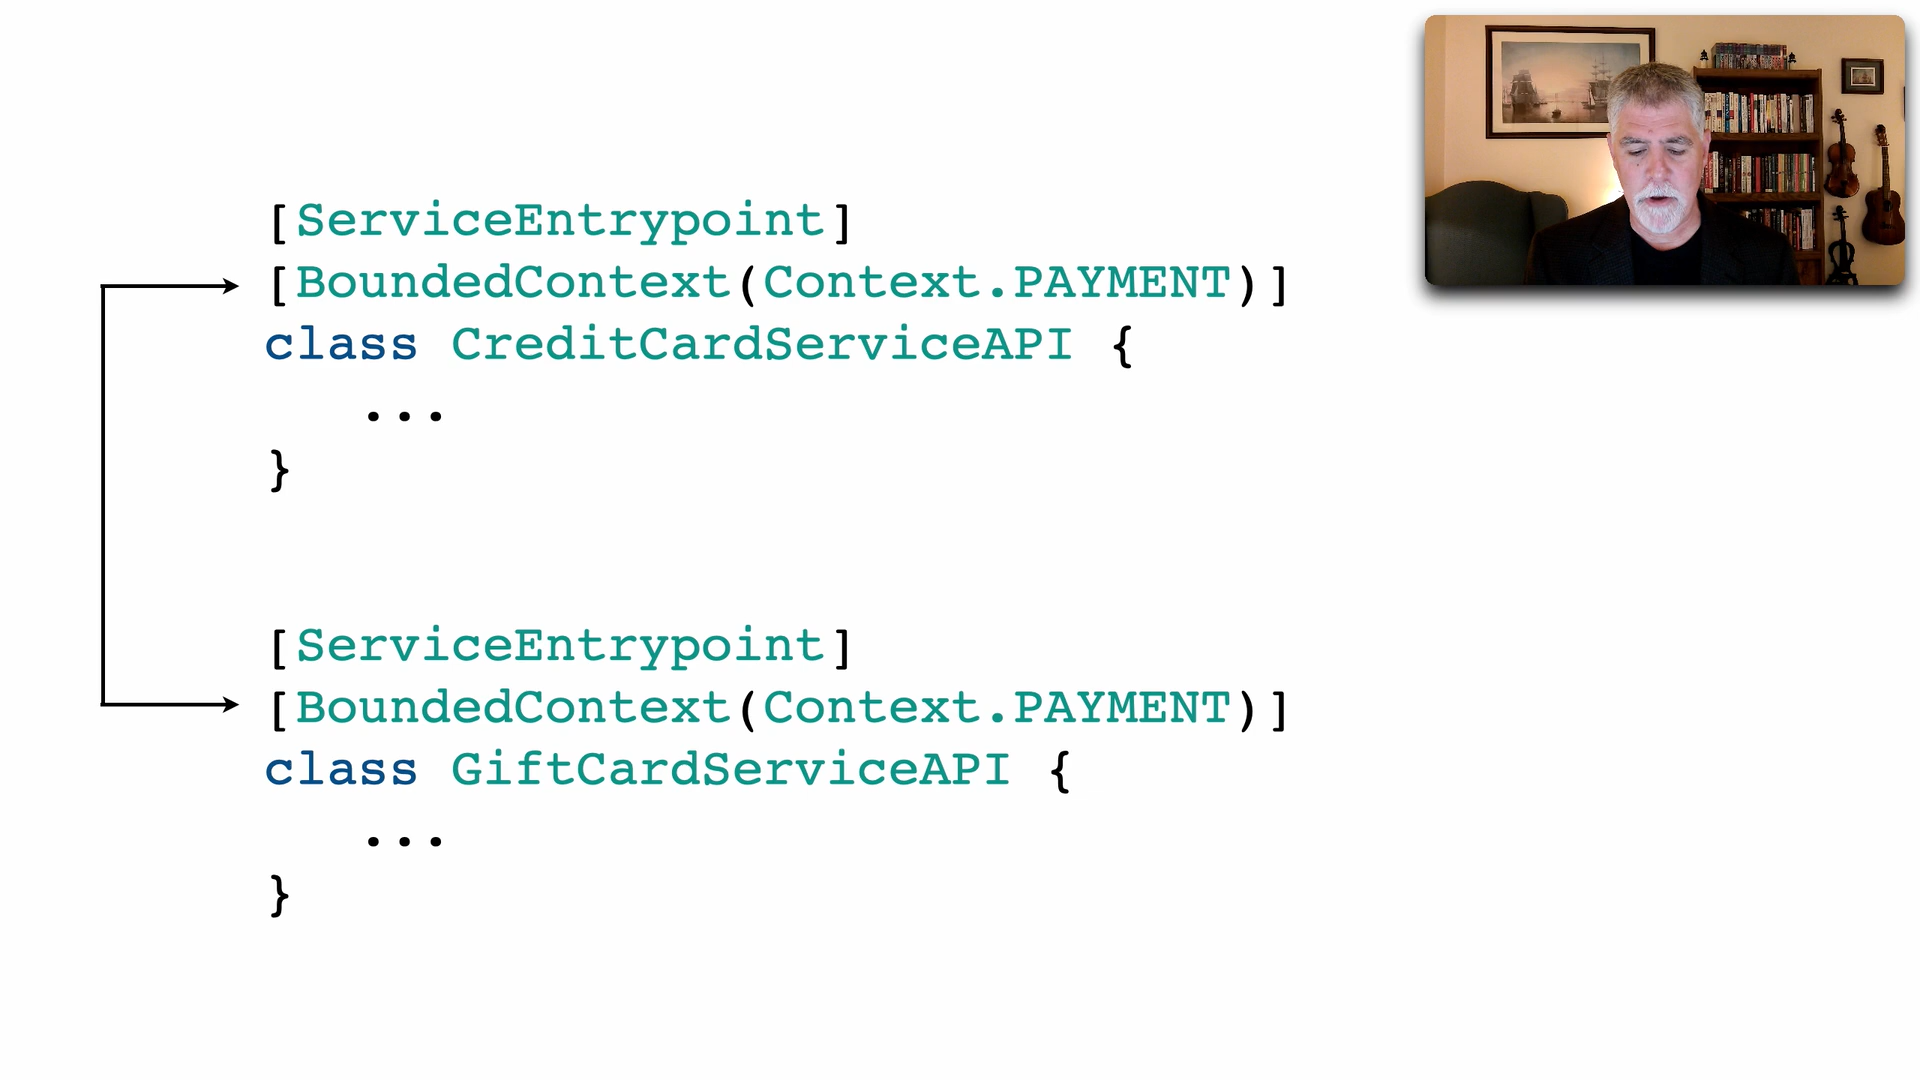 [ServiceEntrypoint]
[BoundedContext(Context.PAYMENT)]
class CreditCardServiceAPI {
...
}
[ServiceEntrypoint]
[BoundedContext(Context.PAYMENT)]
class GiftCardServiceAPI {
...
}